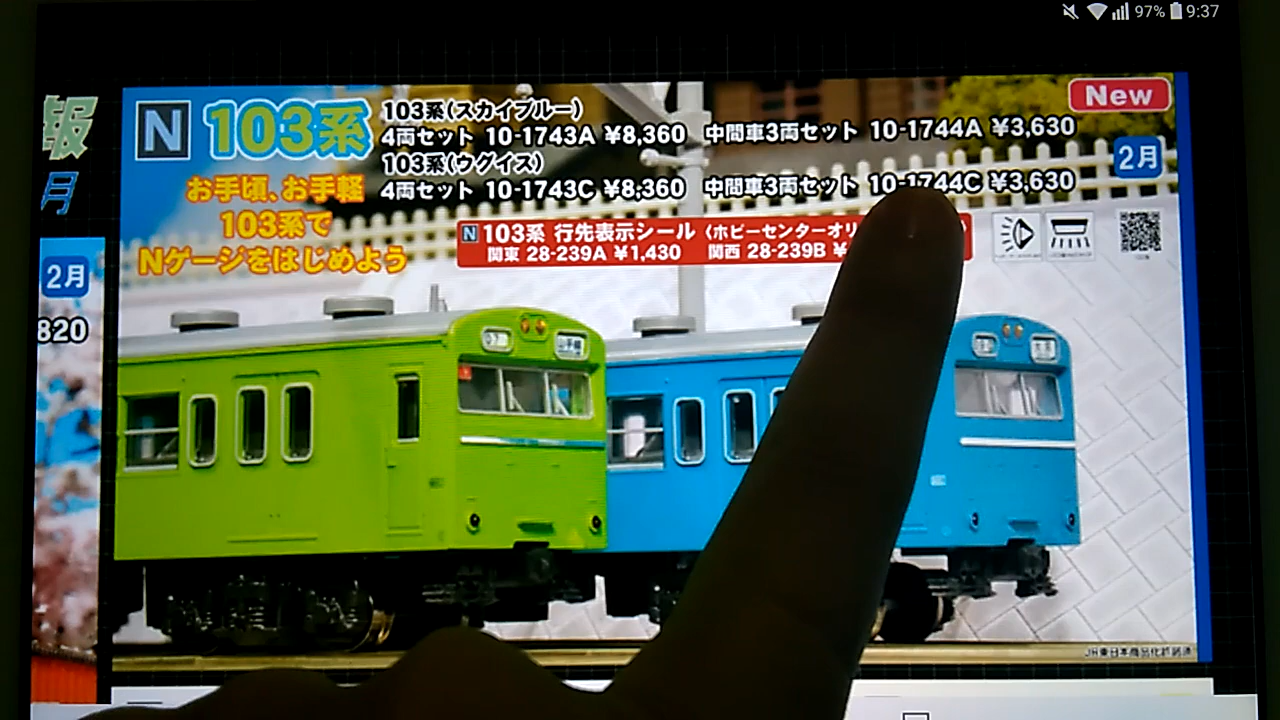 97% 9:37
報
月
2月
820
N 103系
103系(スカイブルー)
4両セット 10-1743A ¥8,360 中間車3両セット 10-1744A ¥3,630
103系(ウグイス)
4両セット 10-1743C ¥8,360 中間車3両セット 10-1744C ¥3,630
New
2月
お手頃、お手軽
103系で
Nゲージをはじめよう
N 103系 行先表示シール〈ホビーセンターオリ
関東 28-239A ¥1,430 関西 28-239B ¥
山手線
JR東日本商品化許諾済